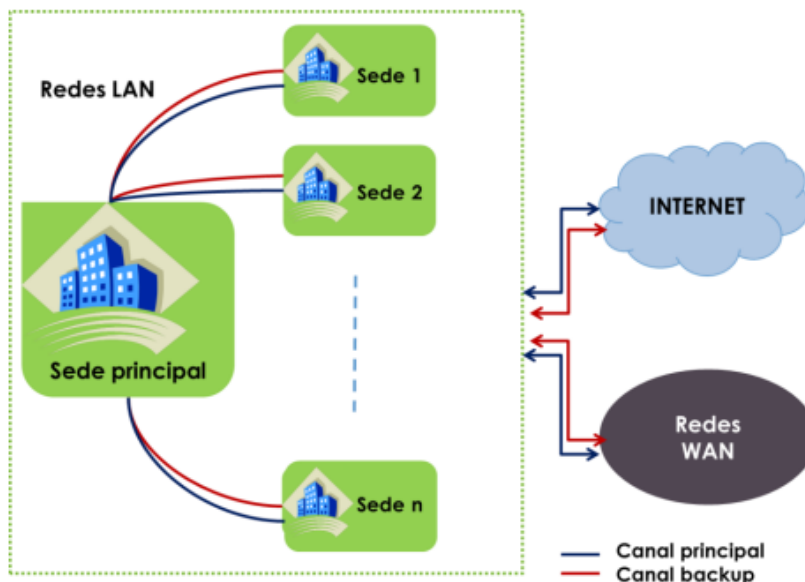 Redes LAN
Sede 1
Sede 2
Sede principal
Sede n
INTERNET
Redes
WAN
Canal principal
Canal backup